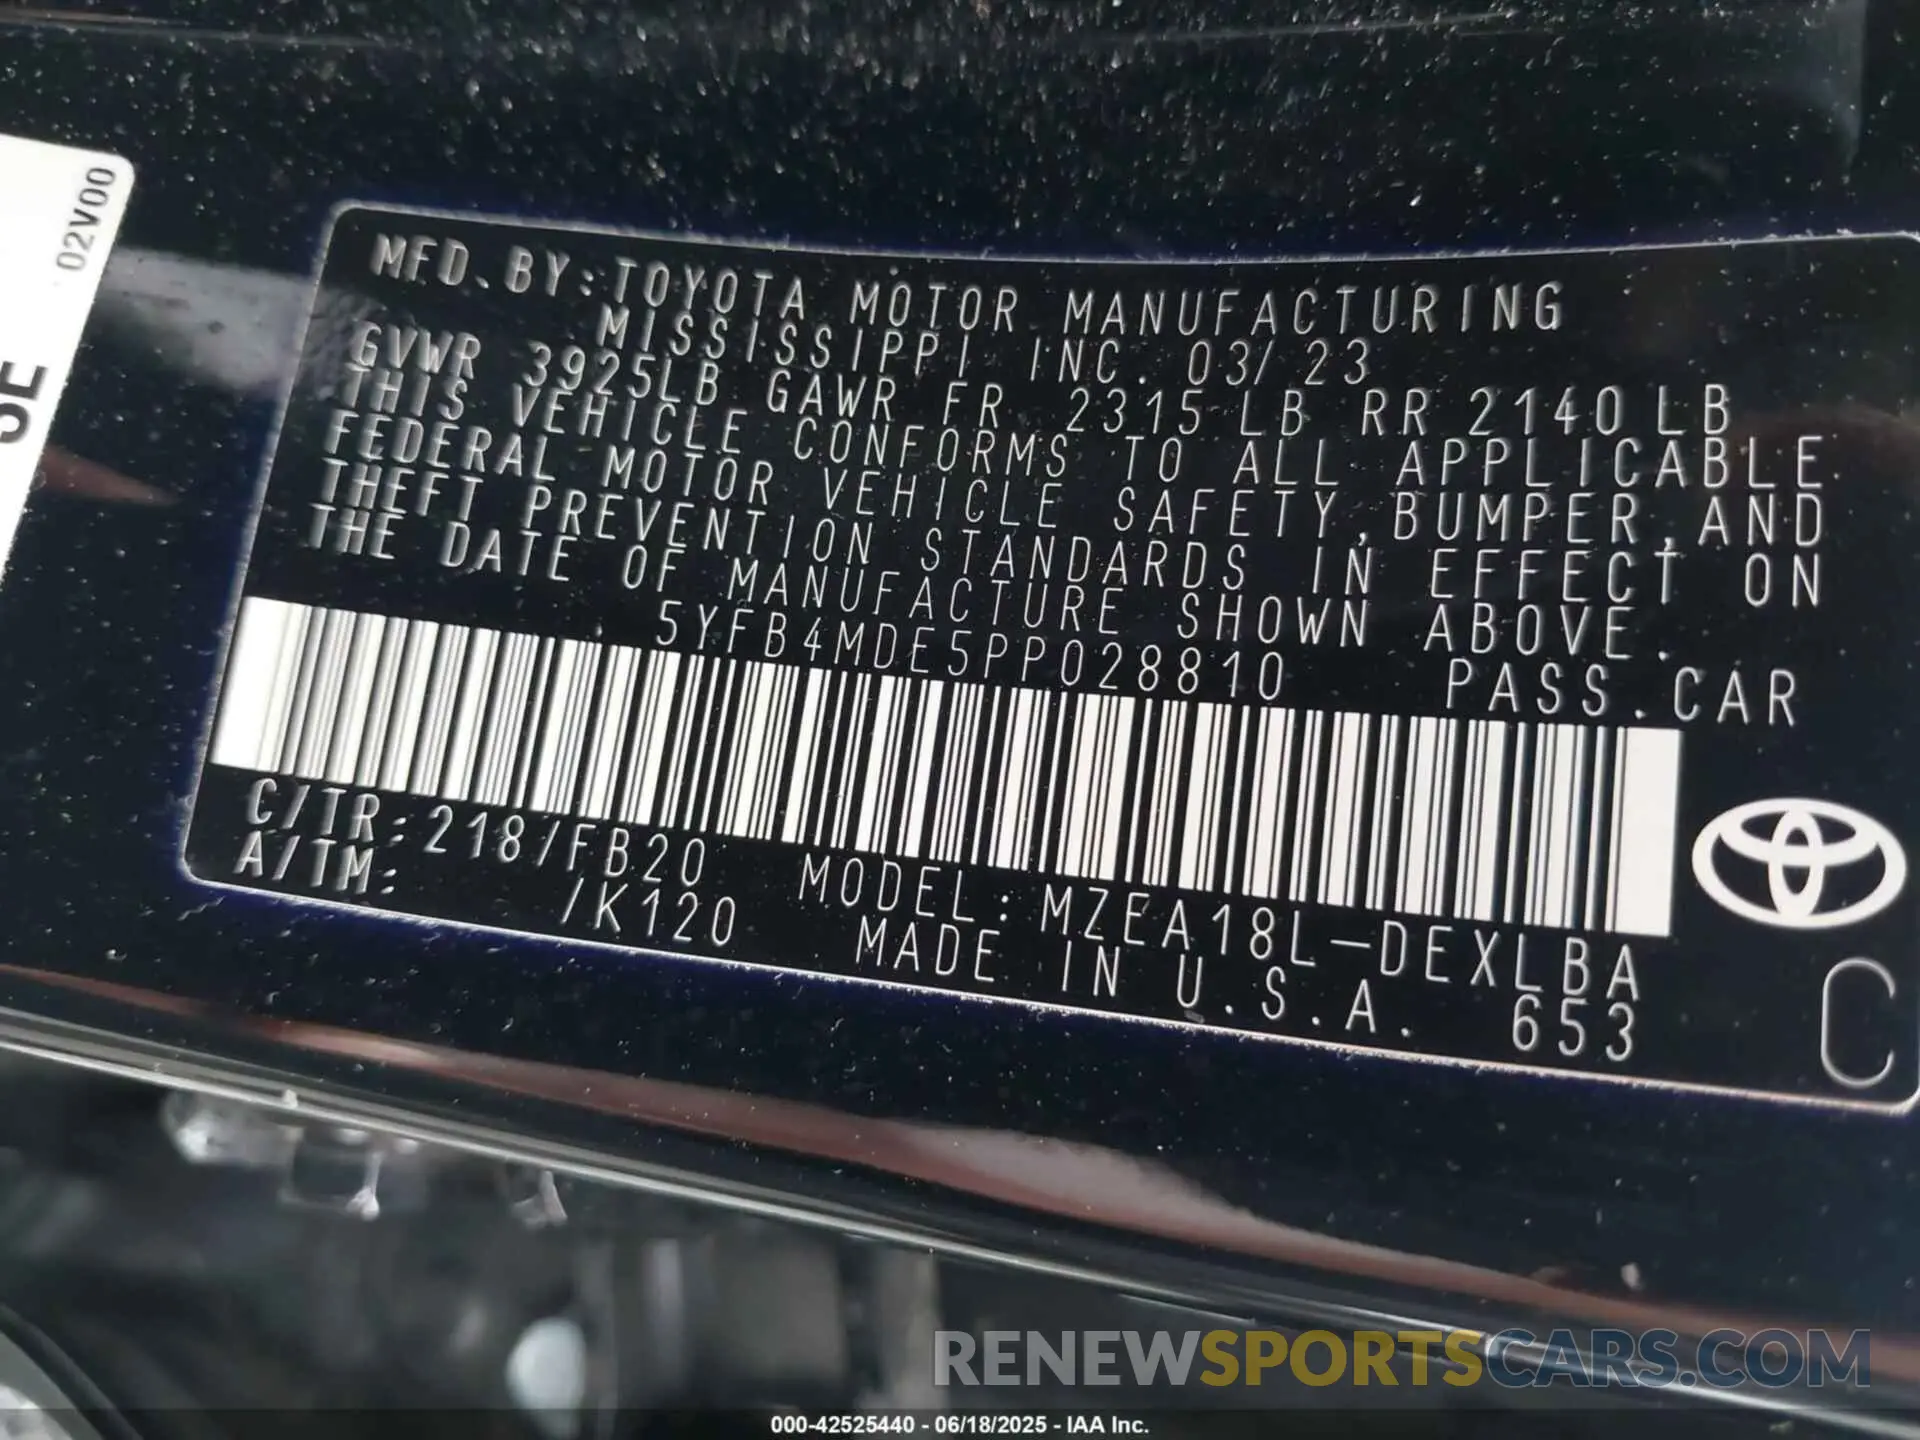 02V00
SE
MFD. BY: TOYOTA MOTOR MANUFACTURING
MISSISSIPPI INC. 03/23
GVWR 3925LB GAWR FR 2315LB RR 2140LB
THIS VEHICLE CONFORMS TO ALL APPLICABLE
FEDERAL MOTOR VEHICLE SAFETY, BUMPER, AND
THEFT PREVENTION STANDARDS IN EFFECT ON
THE DATE OF MANUFACTURE SHOWN ABOVE.
5YFB4MDE5PP028810 PASS. CAR
C/TR: 218/FB20 MODEL: MZEA18L-DEXLBA
A/TM: /K120 MADE IN U.S.A. 653
C
RENEWSPORTSCARS.COM
000-42525440 - 06/18/2025 - IAA Inc.